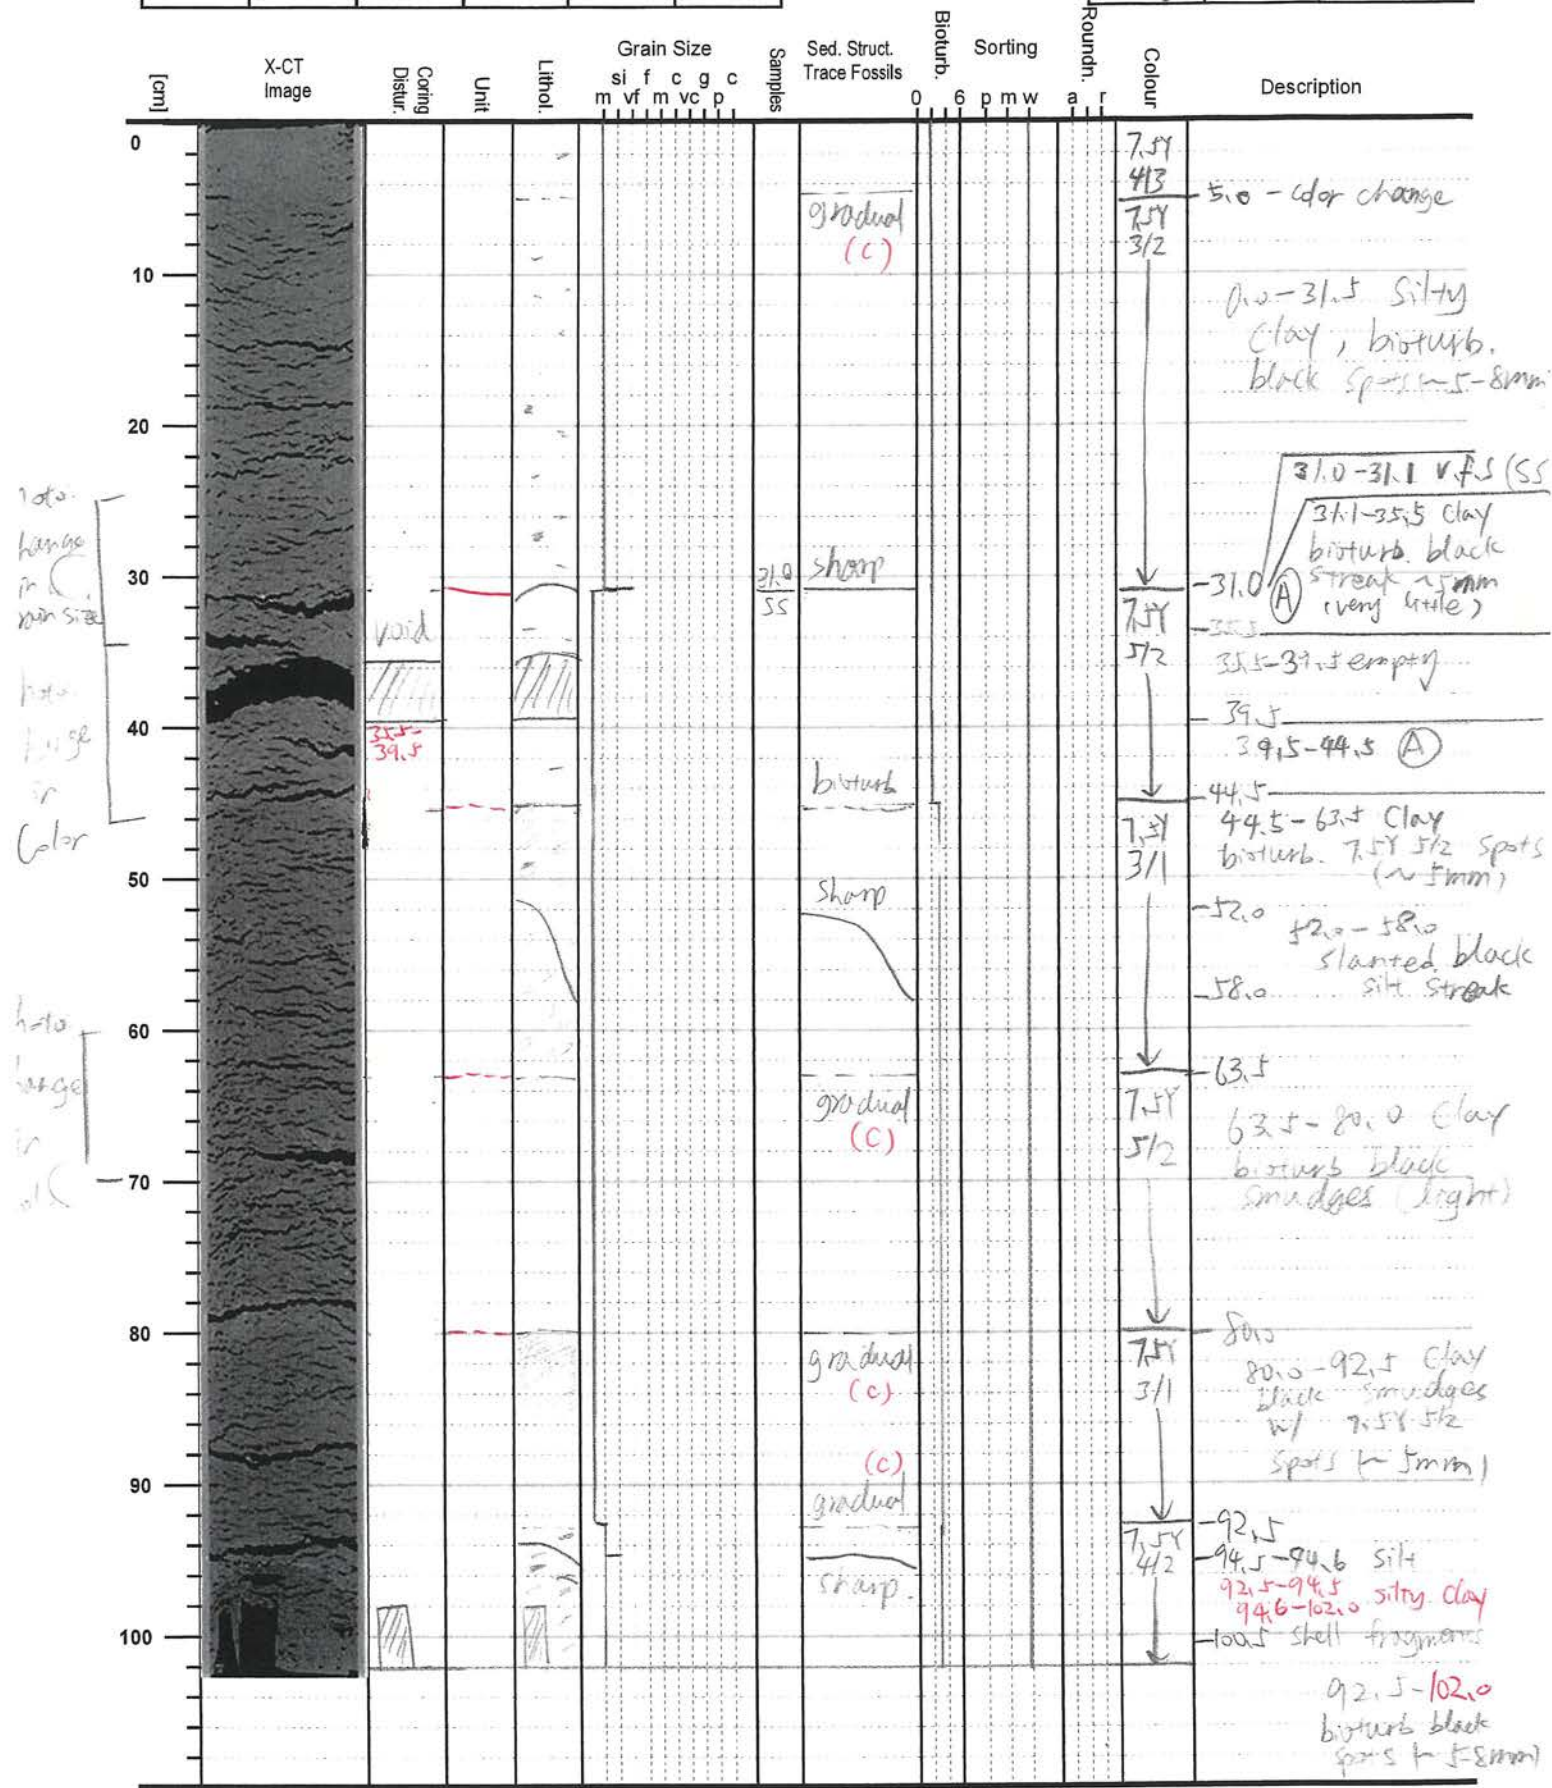 [cm]
X-CT
Image
Coring
Distur.
Unit
Lithol.
Grain Size
si f c g c
m vf m vc p
Samples
Sed. Struct.
Trace Fossils
Bioturb.
0 6
Sorting
p m w
Roundn.
a r
Colour
Description
0
10
20
30
40
50
60
70
80
90
100
in
Color
void
35.5-
39.5
31.0
SS
gradual
(C)
sharp
bioturb
Sharp
gradual
(C)
gradual
(C)
(C)
gradual
sharp.
7.5Y
4/3
7.5Y
3/2
7.5Y
5/2
7.5Y
3/1
7.5Y
5/2
7.5Y
3/1
7.5Y
4/2
5.0 - color change
0.0-31.5 Silty
Clay, bioturb.
black spots ~5-8mm
31.0-31.1 v.f.s (SS
31.1-35.5 Clay
bioturb. black
streak ~5mm
(very little)
-31.0 (A)
-35.5
35.5-39.5 empty
39.5
39.5-44.5 (A)
44.5
44.5-63.5 Clay
bioturb. 7.5Y 5/2 spots
(~5mm)
-52.0
52.0-58.0
slanted black
silt streak
-58.0
-63.5
63.5-80.0 Clay
bioturb black
smudges (light)
80.0
80.0-92.5 Clay
black smudges
w/ 7.5Y 5/2
spots (~5mm)
-92.5
-94.5-94.6 silt
92.5-94.5
94.6-102.0 silty clay
-100.5 shell fragments
92.5-102.0
bioturb black
spots (~5-8mm)